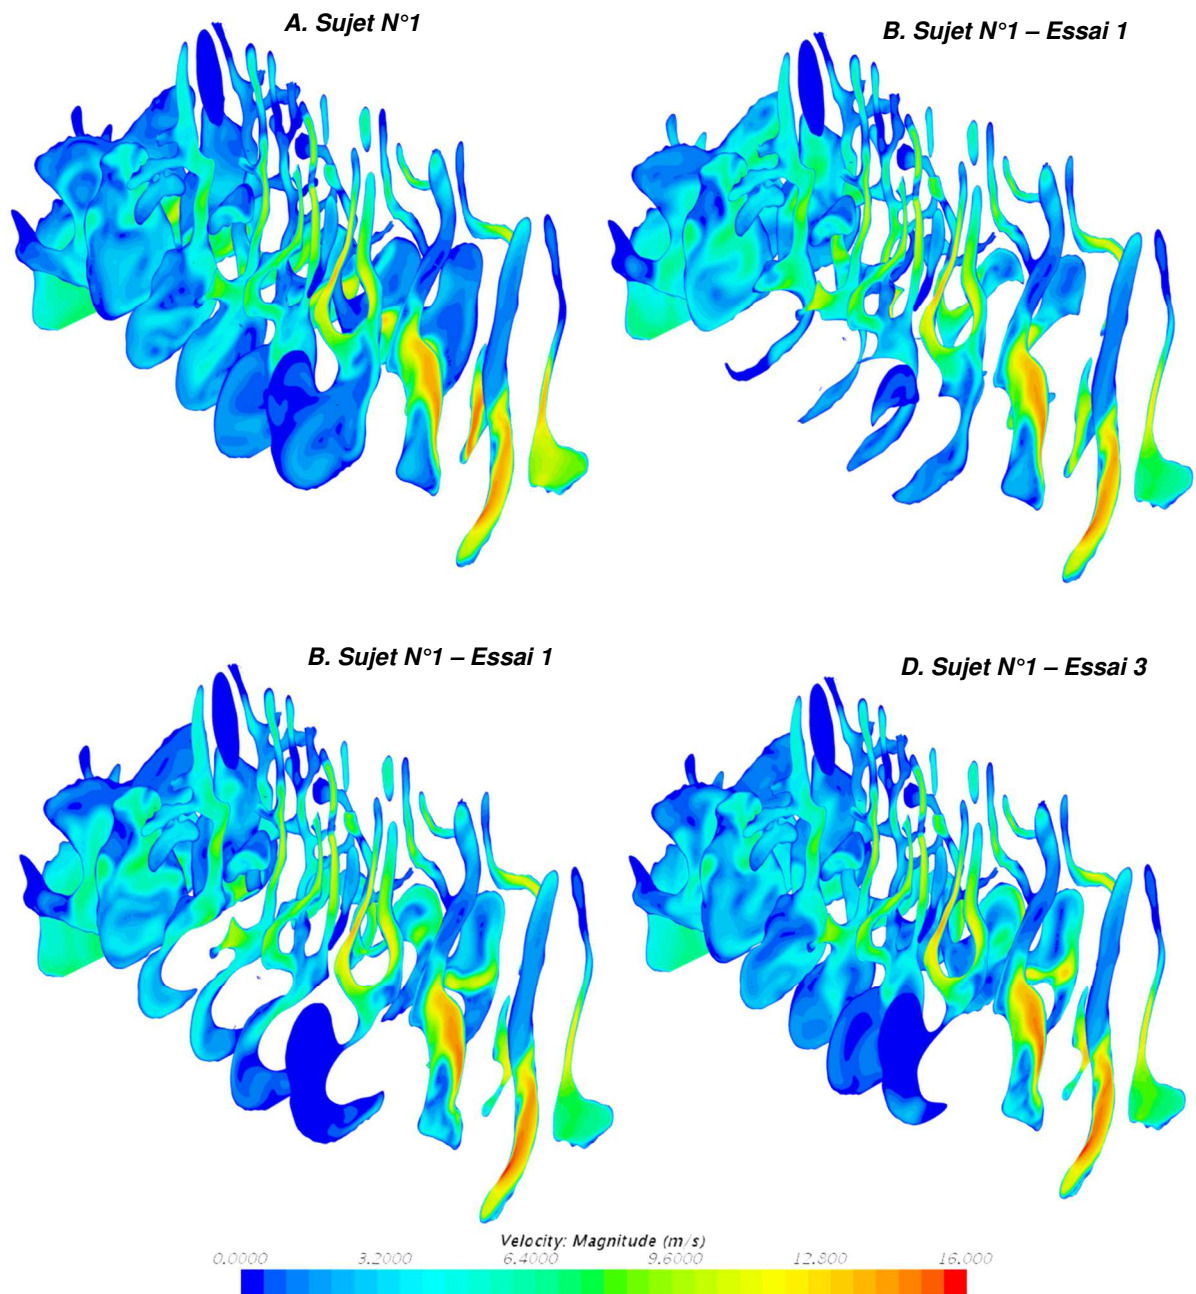 A. Sujet N°1
B. Sujet N°1 – Essai 1
B. Sujet N°1 – Essai 1
D. Sujet N°1 – Essai 3
Velocity: Magnitude (m/s)
0.0000 3.2000 6.4000 9.6000 12.800 16.000